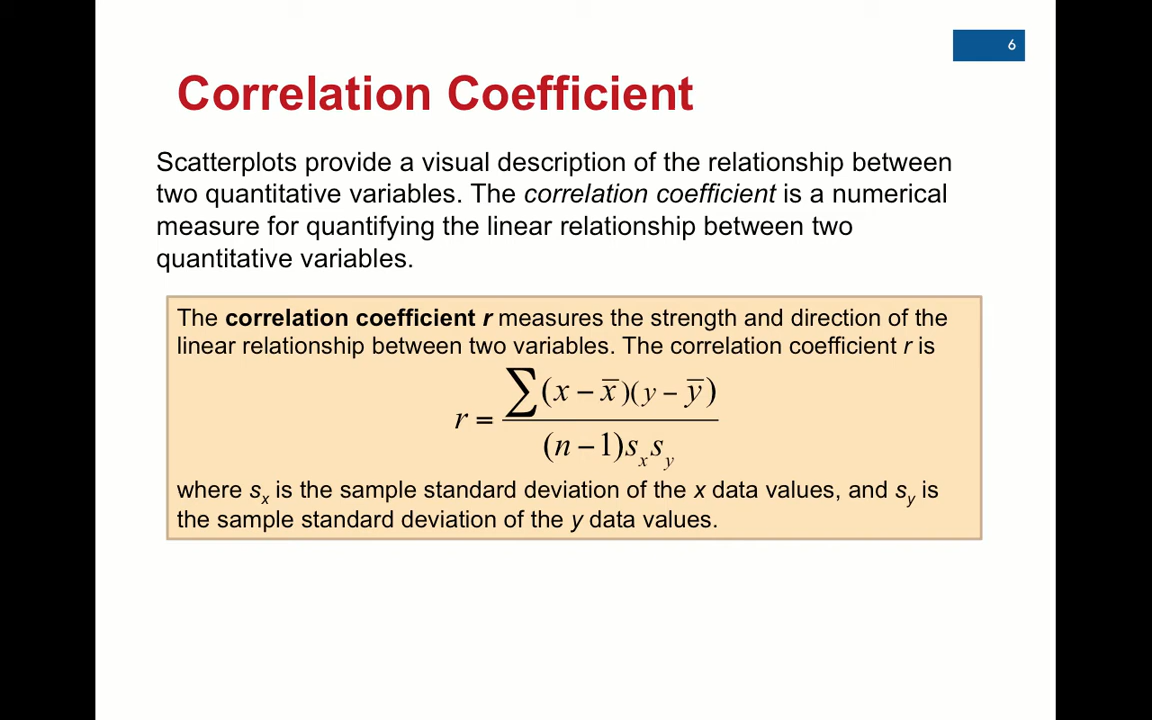 6
Correlation Coefficient
Scatterplots provide a visual description of the relationship between
two quantitative variables. The correlation coefficient is a numerical
measure for quantifying the linear relationship between two
quantitative variables.
The correlation coefficient r measures the strength and direction of the
linear relationship between two variables. The correlation coefficient r is
r = ∑(x − x̅)(y − y̅) / (n − 1)sₓsᵧ
where sₓ is the sample standard deviation of the x data values, and sᵧ is
the sample standard deviation of the y data values.